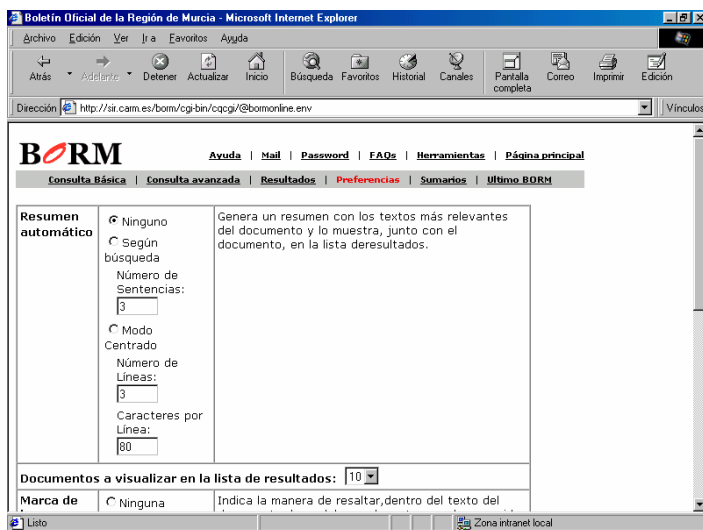 Boletín Oficial de la Región de Murcia - Microsoft Internet Explorer
Archivo Edición Ver Ir a Favoritos Ayuda
Atrás Adelante Detener Actualizar Inicio Búsqueda Favoritos Historial Canales Pantalla completa Correo Imprimir Edición
Dirección http://sir.carm.es/borm/cgi-bin/cqcgi/@bormonline.env Vínculos
BORM
Ayuda | Mail | Password | FAQs | Herramientas | Página principal
Consulta Básica | Consulta avanzada | Resultados | Preferencias | Sumarios | Ultimo BORM
Resumen
automático
Ninguno
Según
búsqueda
Número de
Sentencias:
3
Modo
Centrado
Número de
Líneas:
3
Caracteres por
Línea:
80
Genera un resumen con los textos más relevantes
del documento y lo muestra, junto con el
documento, en la lista deresultados.
Documentos a visualizar en la lista de resultados: 10
Marca de
Ninguna
Indica la manera de resaltar,dentro del texto del
Listo
Zona intranet local